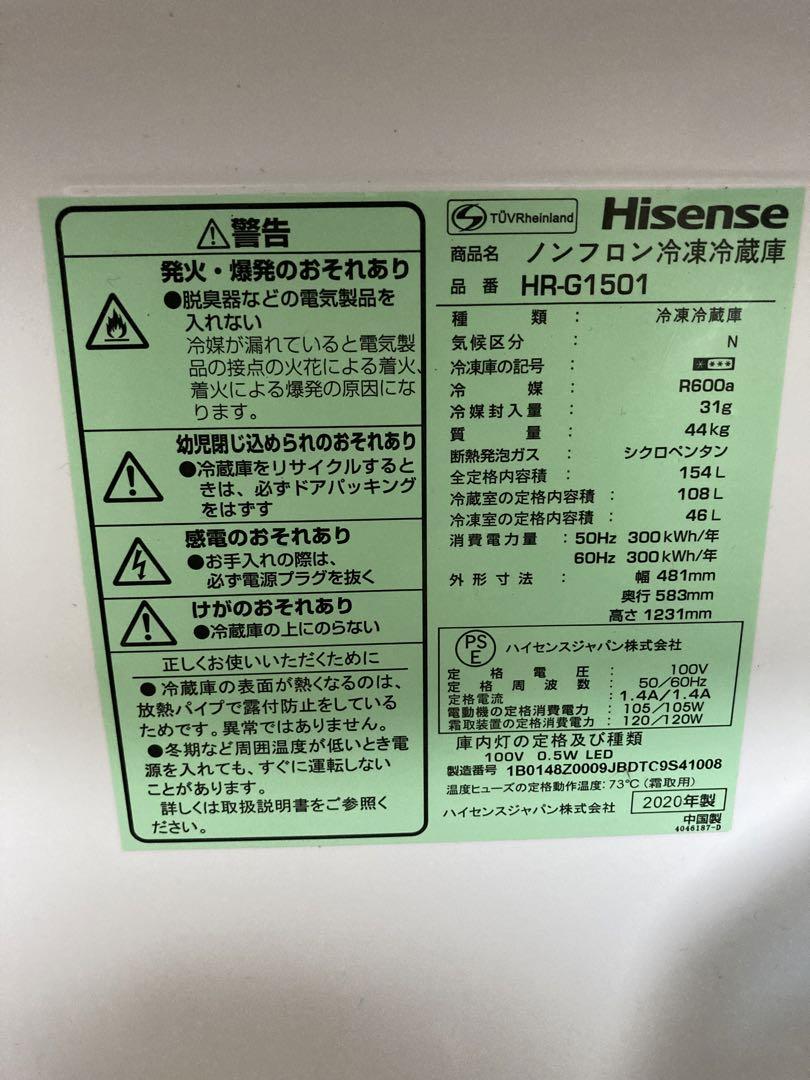 ⚠警告
発火・爆発のおそれあり
●脱臭器などの電気製品を
入れない
冷媒が漏れていると電気製
品の接点の火花による着火、
着火による爆発の原因にな
ります。
幼児閉じ込められのおそれあり
●冷蔵庫をリサイクルすると
きは、必ずドアパッキング
をはずす
感電のおそれあり
●お手入れの際は、
必ず電源プラグを抜く
けがのおそれあり
●冷蔵庫の上にのらない
正しくお使いいただくために
●冷蔵庫の表面が熱くなるのは、
放熱パイプで露付防止をしている
ためです。異常ではありません。
●冬期など周囲温度が低いとき電
源を入れても、すぐに運転しない
ことがあります。
詳しくは取扱説明書をご参照く
ださい。
TÜVRheinland Hisense
商品名 ノンフロン冷凍冷蔵庫
品番 HR-G1501
種類: 冷凍冷蔵庫
気候区分: N
冷凍庫の記号: * ***
冷媒: R600a
冷媒封入量: 31g
質量: 44kg
断熱発泡ガス: シクロペンタン
全定格内容積: 154L
冷蔵室の定格内容積: 108L
冷凍室の定格内容積: 46L
消費電力量: 50Hz 300kWh/年
60Hz 300kWh/年
外形寸法: 幅 481mm
奥行 583mm
高さ 1231mm
PSE ハイセンスジャパン株式会社
定格電圧: 100V
定格周波数: 50/60Hz
定格電流: 1.4A/1.4A
電動機の定格消費電力: 105/105W
霜取装置の定格消費電力: 120/120W
庫内灯の定格及び種類
100V 0.5W LED
製造番号 1B0148Z0009JBDTC9S41008
温度ヒューズの定格動作温度:73℃(霜取用)
ハイセンスジャパン株式会社 2020年製
中国製
4046187-D